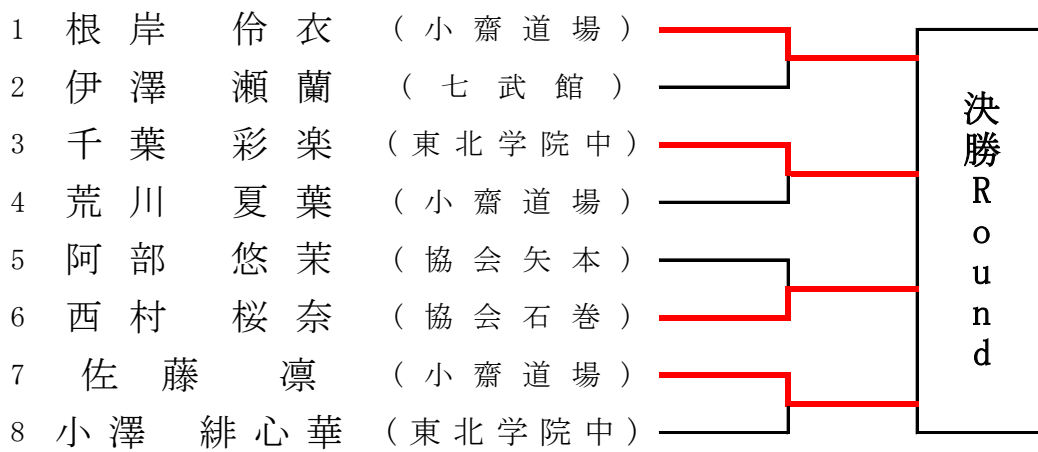 1 根岸 伶衣 (小齋道場)
2 伊澤 瀬蘭 (七武館)
3 千葉 彩楽 (東北学院中)
4 荒川 夏葉 (小齋道場)
5 阿部 悠茉 (協会矢本)
6 西村 桜奈 (協会石巻)
7 佐藤 凛 (小齋道場)
8 小澤 緋心華 (東北学院中)
決勝Round